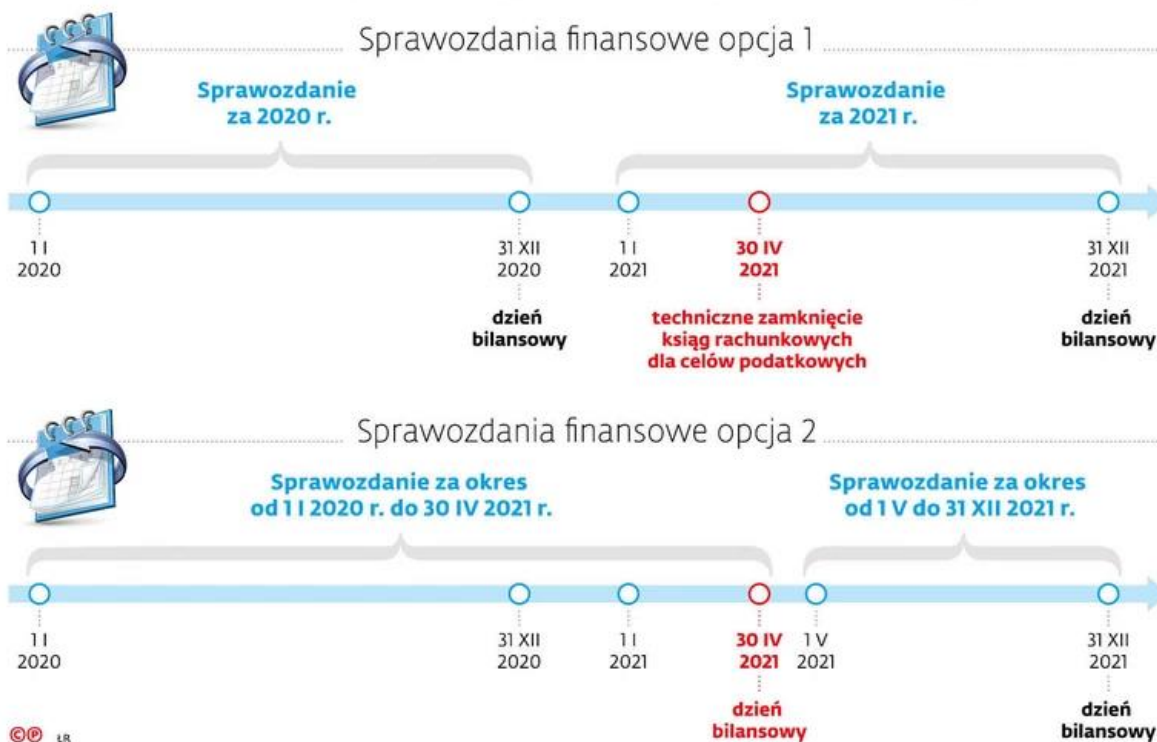 Sprawozdania finansowe opcja 1
Sprawozdanie
za 2020 r.
Sprawozdanie
za 2021 r.
1 I
2020
31 XII
2020
1 I
2021
30 IV
2021
31 XII
2021
dzień
bilansowy
techniczne zamknięcie
ksiąg rachunkowych
dla celów podatkowych
dzień
bilansowy
Sprawozdania finansowe opcja 2
Sprawozdanie za okres
od 1 I 2020 r. do 30 IV 2021 r.
Sprawozdanie za okres
od 1 V do 31 XII 2021 r.
1 I
2020
31 XII
2020
1 I
2021
30 IV
2021
1 V
2021
31 XII
2021
dzień
bilansowy
dzień
bilansowy
©℗ ŁR